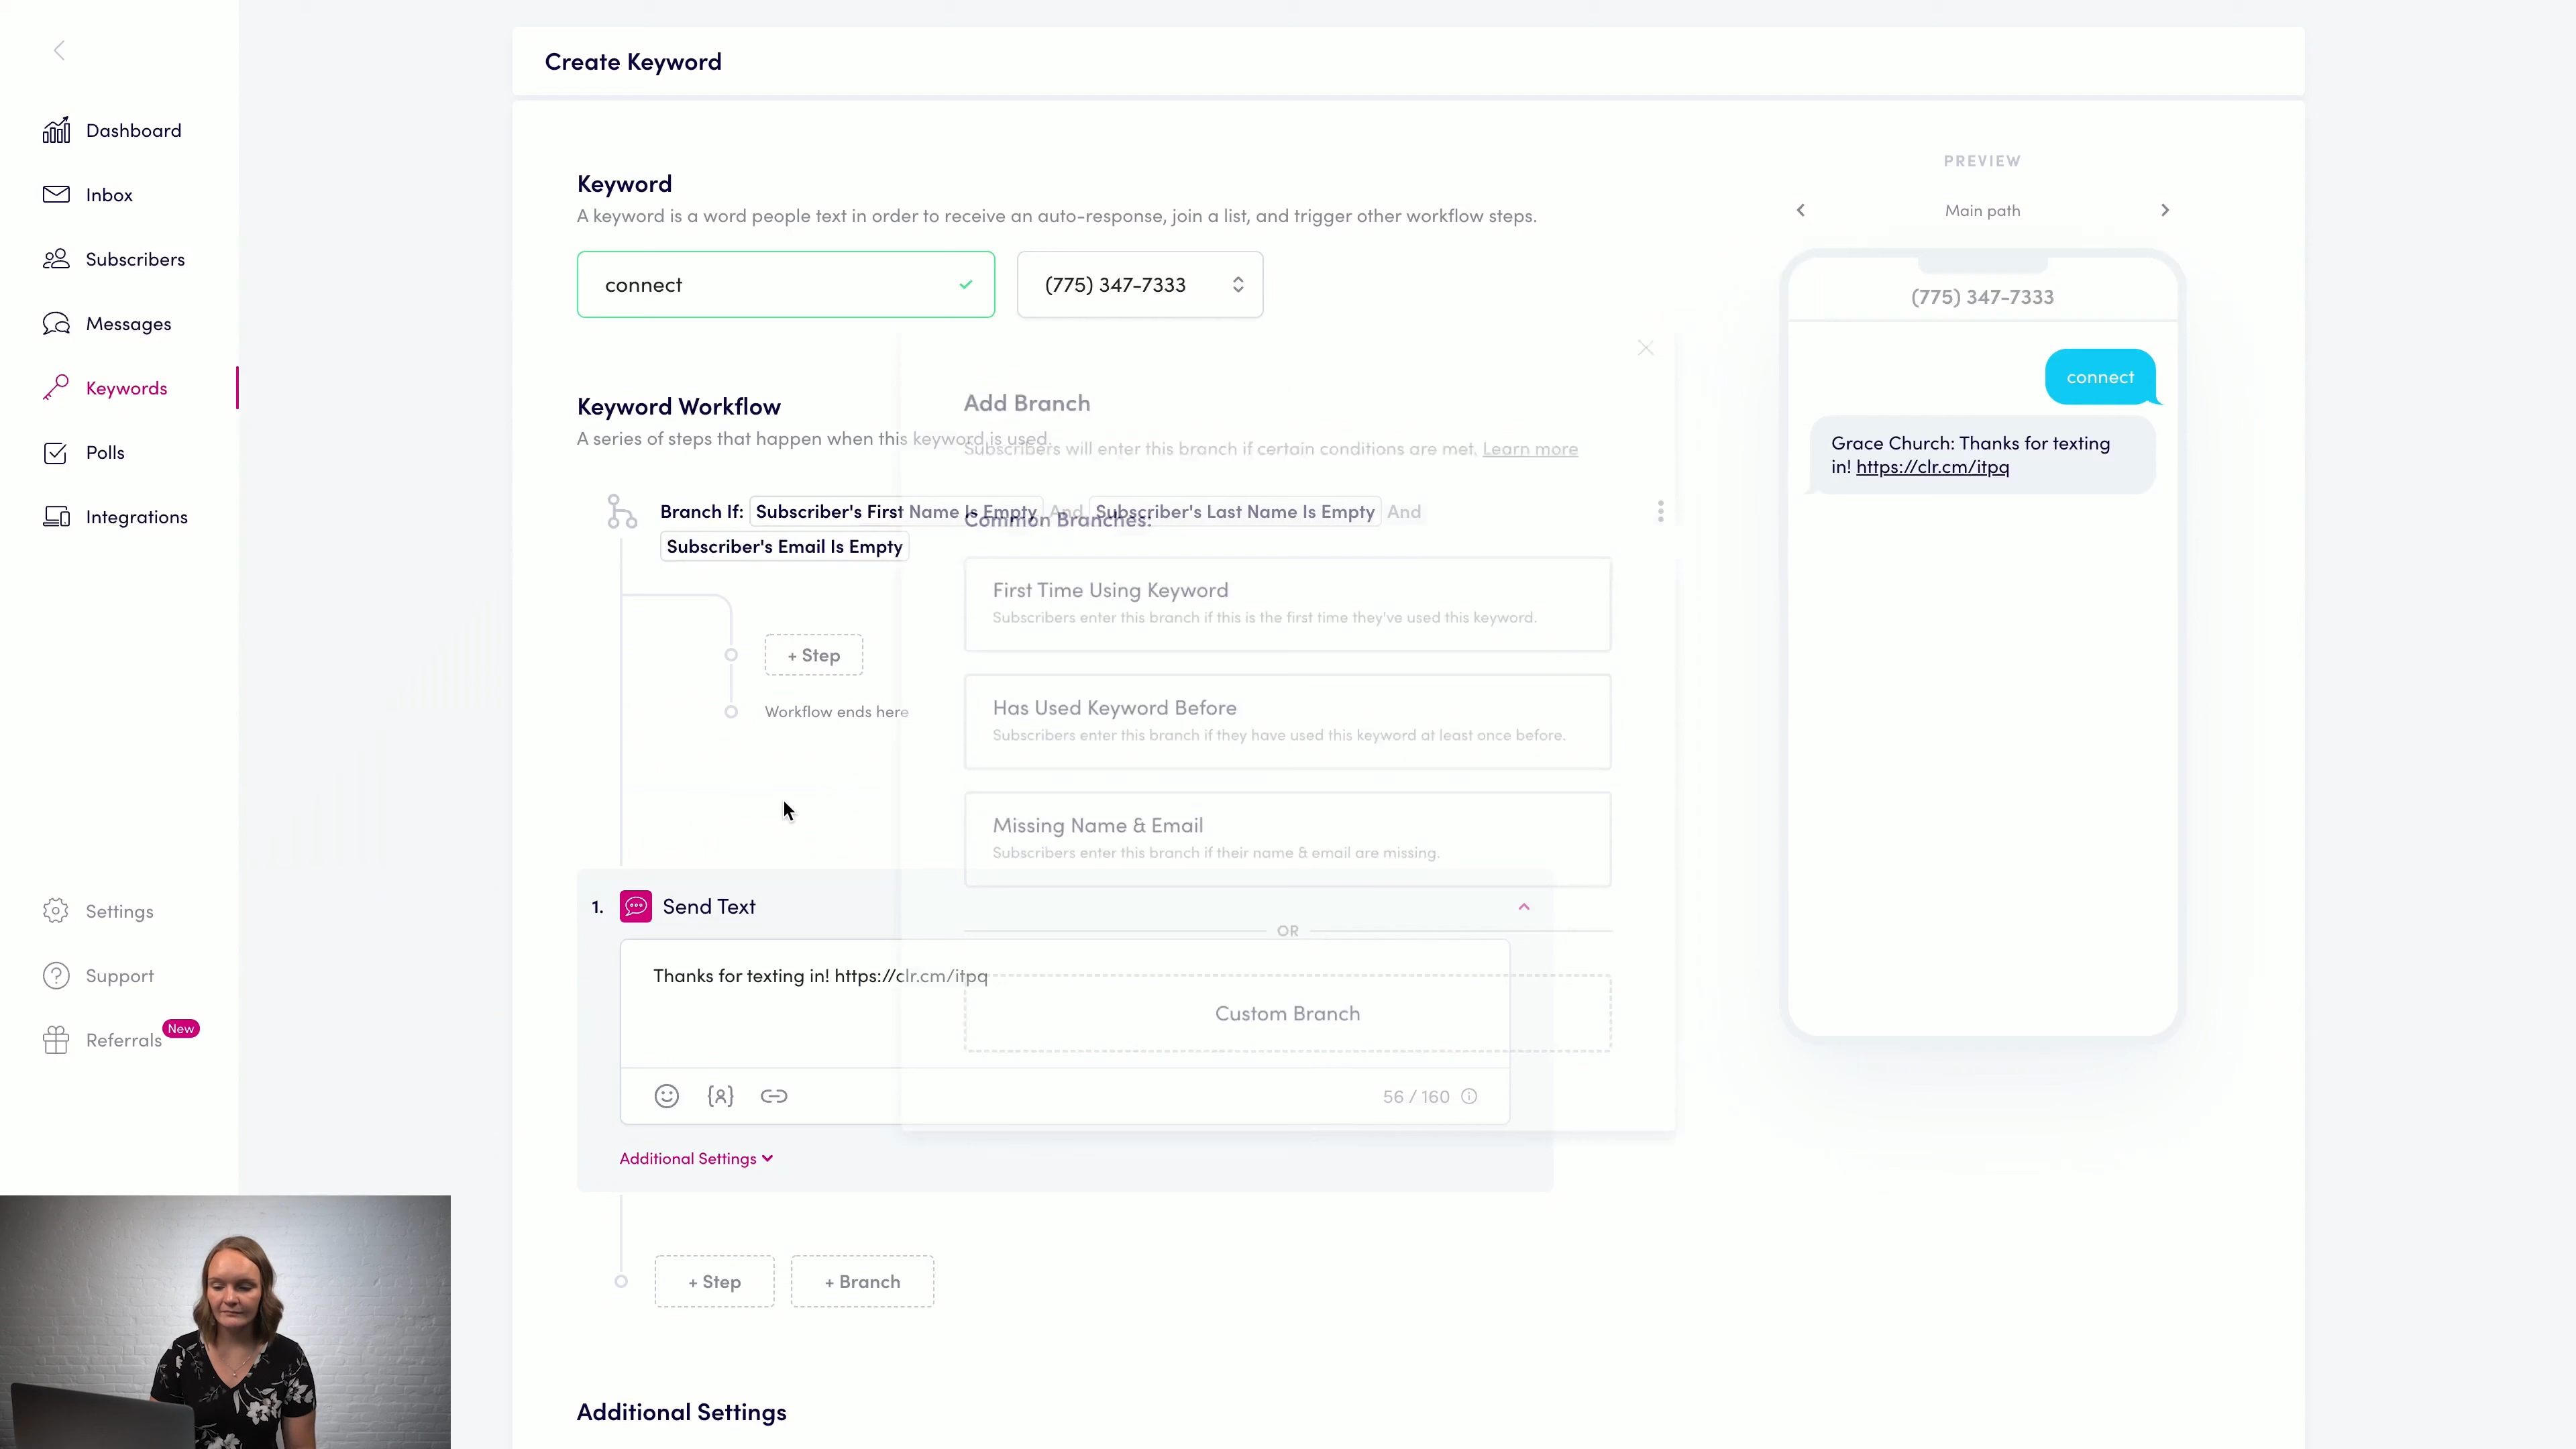 Create Keyword
Dashboard
Inbox
Subscribers
Messages
Keywords
Polls
Integrations
Settings
Support
Referrals
New
Keyword
A keyword is a word people text in order to receive an auto-response, join a list, and trigger other workflow steps.
connect
(775) 347-7333
Keyword Workflow
A series of steps that happen when this keyword is used.
Branch If: Subscriber's First Name Is Empty And Subscriber's Last Name Is Empty And
Subscriber's Email Is Empty
+ Step
Workflow ends here
Add Branch
Subscribers will enter this branch if certain conditions are met. Learn more
Common Branches:
First Time Using Keyword
Subscribers enter this branch if this is the first time they've used this keyword.
Has Used Keyword Before
Subscribers enter this branch if they have used this keyword at least once before.
Missing Name & Email
Subscribers enter this branch if their name & email are missing.
OR
Custom Branch
1. Send Text
Thanks for texting in! https://clr.cm/itpq
56 / 160
Additional Settings
+ Step
+ Branch
Additional Settings
PREVIEW
Main path
(775) 347-7333
connect
Grace Church: Thanks for texting
in! https://clr.cm/itpq